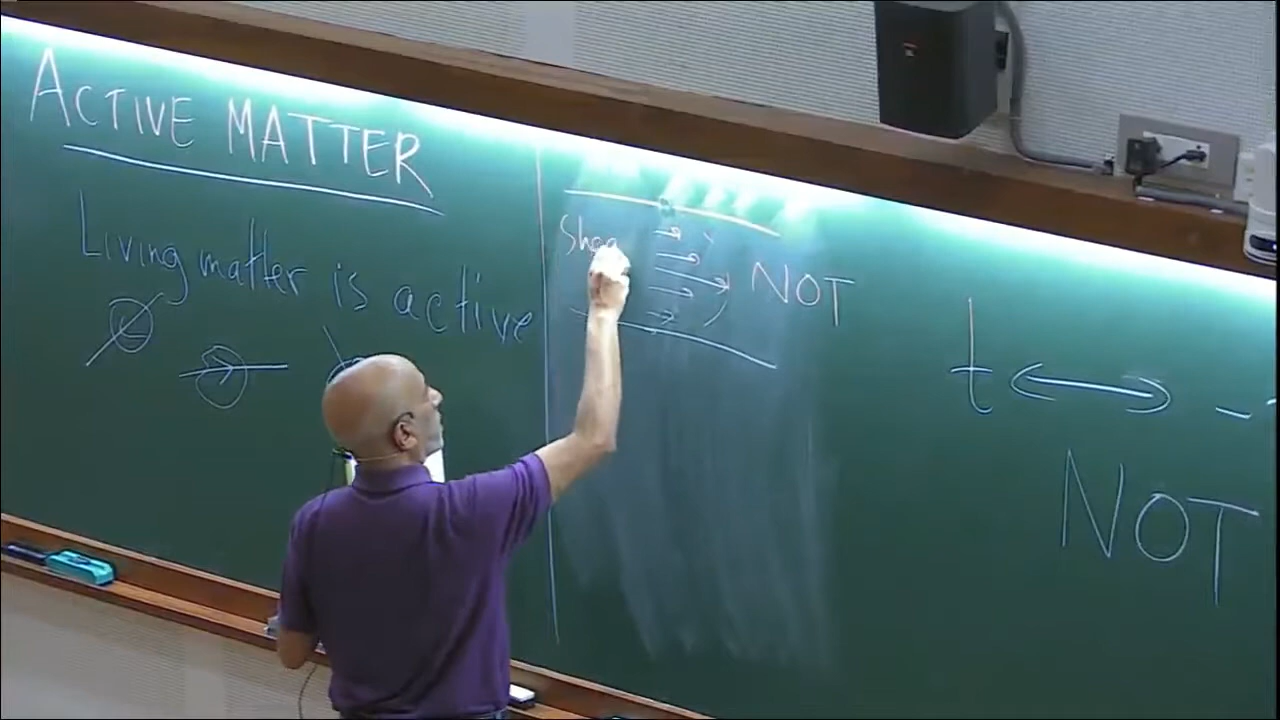 ACTIVE MATTER
Living matter is active
NOT
t ⟷ -
NOT